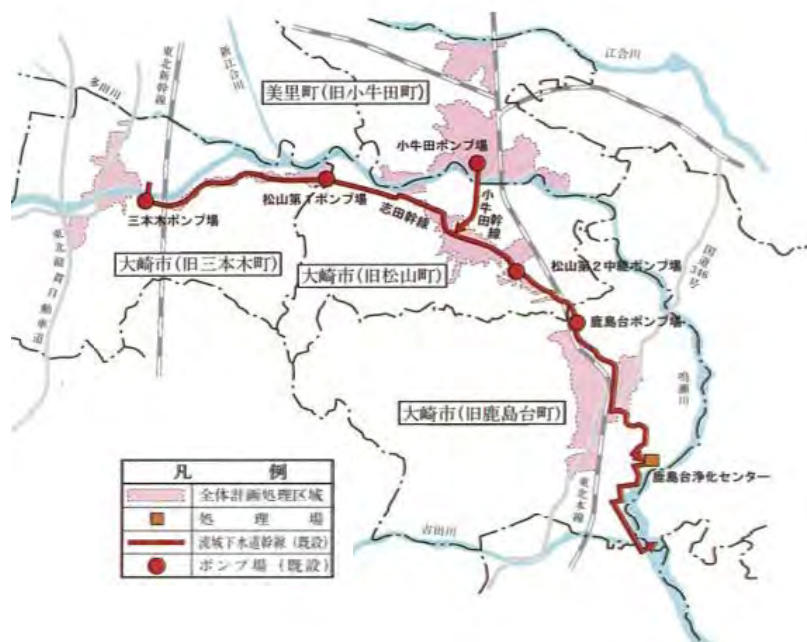 江合川
新江合川
東北新幹線
多田川
美里町(旧小牛田町)
小牛田ポンプ場
松山第1ポンプ場
小牛田幹線
三本木ポンプ場
志田幹線
国道346号
大崎市(旧三本木町)
大崎市(旧松山町)
松山第2中継ポンプ場
東北縦貫自動車道
鹿島台ポンプ場
鳴瀬川
大崎市(旧鹿島台町)
鹿島台浄化センター
東北本線
吉田川
凡 例
全体計画処理区域
処 理 場
流域下水道幹線(既設)
ポンプ場(既設)